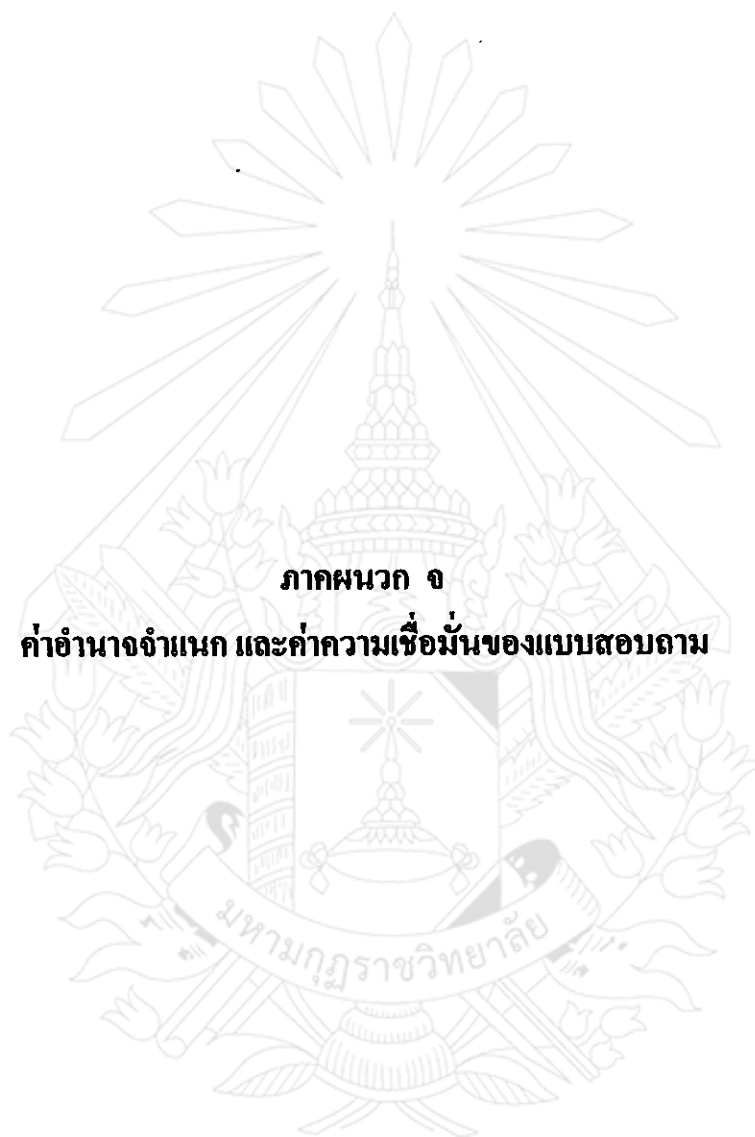 ภาคผนวก จ
ค่าอำนาจจำแนก และค่าความเชื่อมั่นของแบบสอบถาม
มหามกุฏราชวิทยาลัย